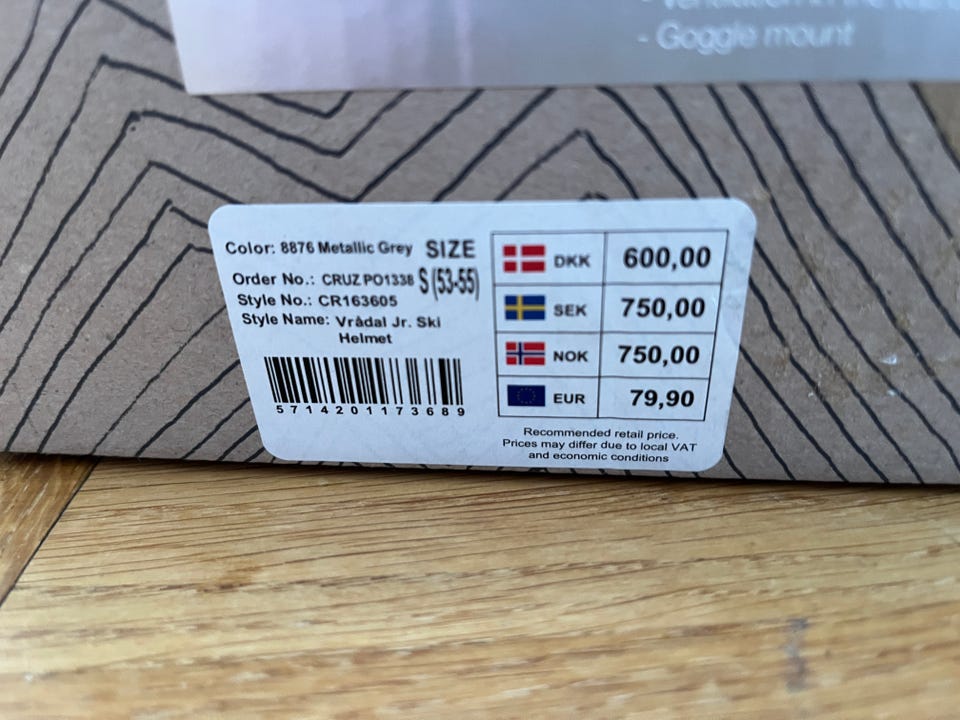 - Goggle mount
Color: 8876 Metallic Grey SIZE
Order No.: CRUZ PO1338 S (53-55)
Style No.: CR163605
Style Name: Vrådal Jr. Ski
Helmet
5714201173689
DKK 600,00
SEK 750,00
NOK 750,00
EUR 79,90
Recommended retail price.
Prices may differ due to local VAT
and economic conditions